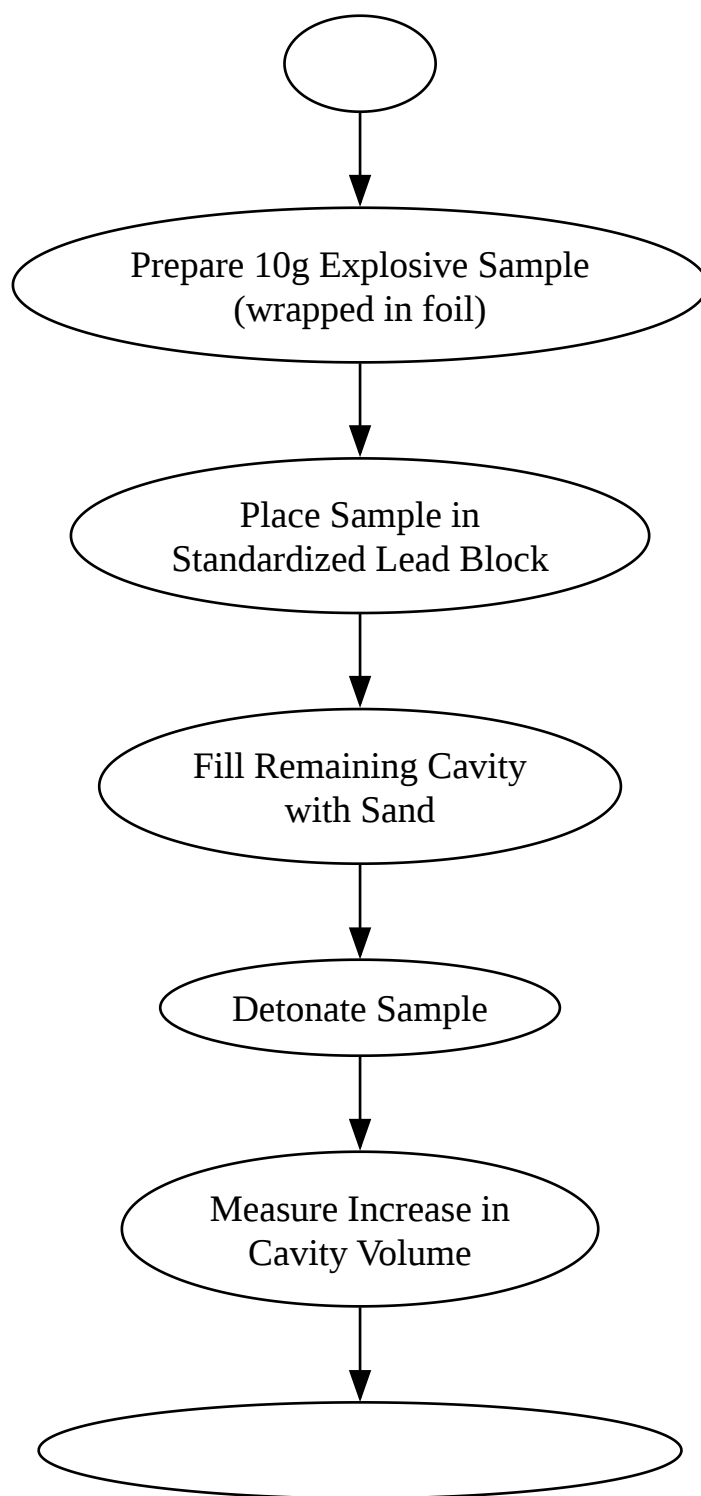 Prepare 10g Explosive Sample
(wrapped in foil)
Place Sample in
Standardized Lead Block
Fill Remaining Cavity
with Sand
Detonate Sample
Measure Increase in
Cavity Volume